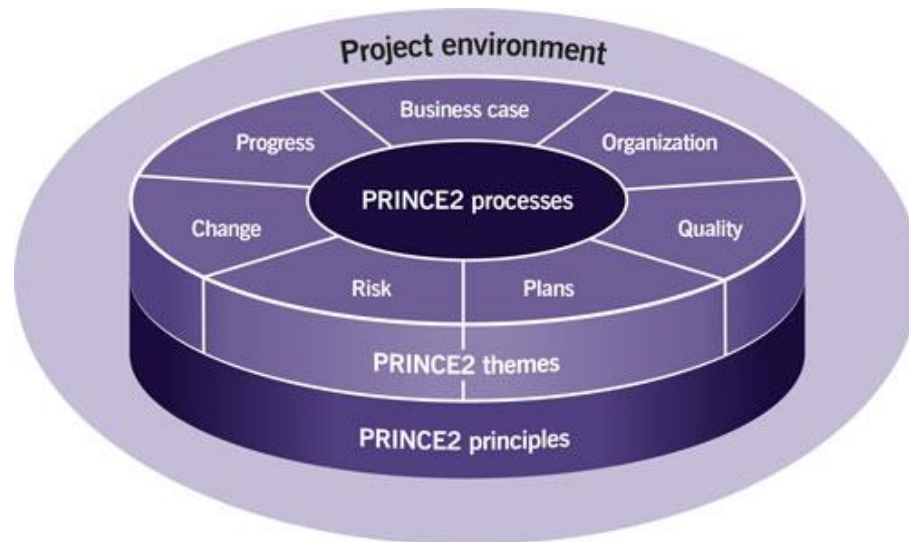 Project environment
Business case
Progress
Organization
PRINCE2 processes
Change
Quality
Risk
Plans
PRINCE2 themes
PRINCE2 principles